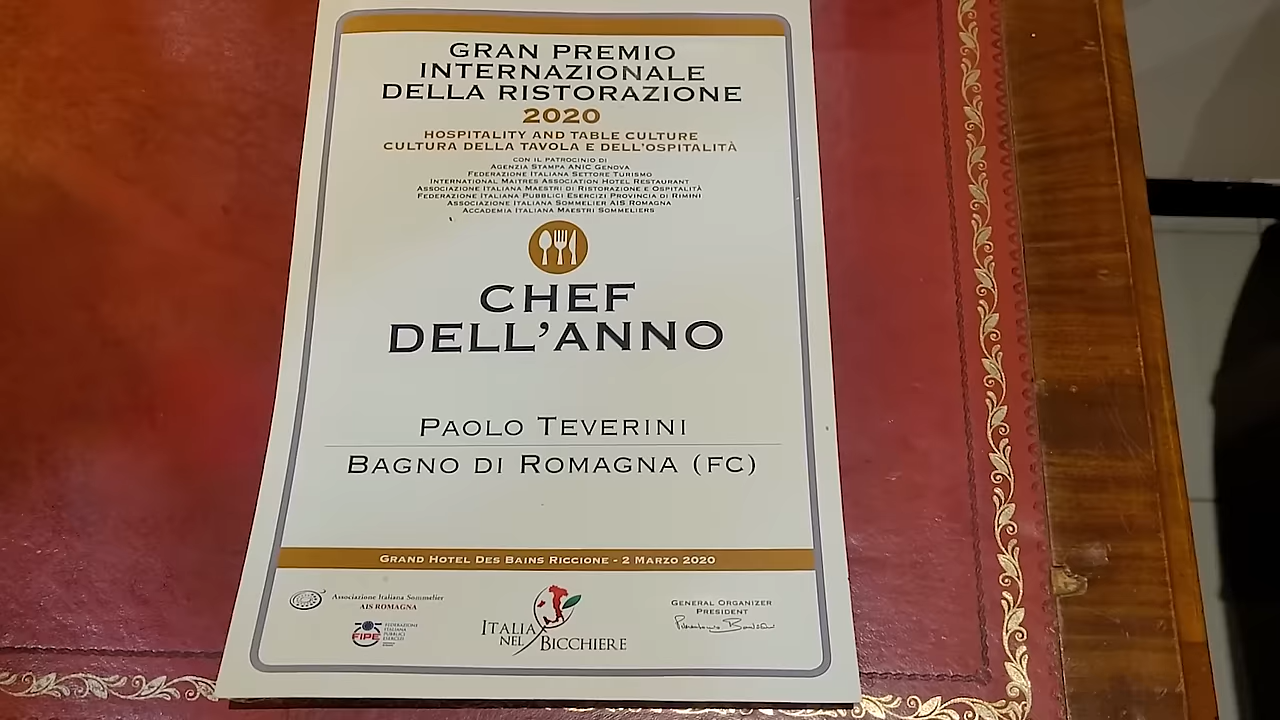 GRAN PREMIO
INTERNAZIONALE
DELLA RISTORAZIONE
2020
HOSPITALITY AND TABLE CULTURE
CULTURA DELLA TAVOLA E DELL'OSPITALITÀ
CON IL PATROCINIO DI
AGENZIA STAMPA ANIC GENOVA
FEDERAZIONE ITALIANA SETTORE TURISMO
INTERNATIONAL MAITRES ASSOCIATION HOTEL RESTAURANT
ASSOCIAZIONE ITALIANA MAESTRI DI RISTORAZIONE E OSPITALITÀ
FEDERAZIONE ITALIANA PUBBLICI ESERCIZI PROVINCIA DI RIMINI
ASSOCIAZIONE ITALIANA SOMMELIER AIS ROMAGNA
ACCADEMIA ITALIANA MAESTRI SOMMELIERS
CHEF
DELL'ANNO
PAOLO TEVERINI
BAGNO DI ROMAGNA (FC)
GRAND HOTEL DES BAINS RICCIONE - 2 MARZO 2020
Associazione Italiana Sommelier
AIS ROMAGNA
FIPE
FEDERAZIONE
ITALIANA
PUBBLICI
ESERCIZI
ITALIA
NEL BICCHIERE
GENERAL ORGANIZER
PRESIDENT